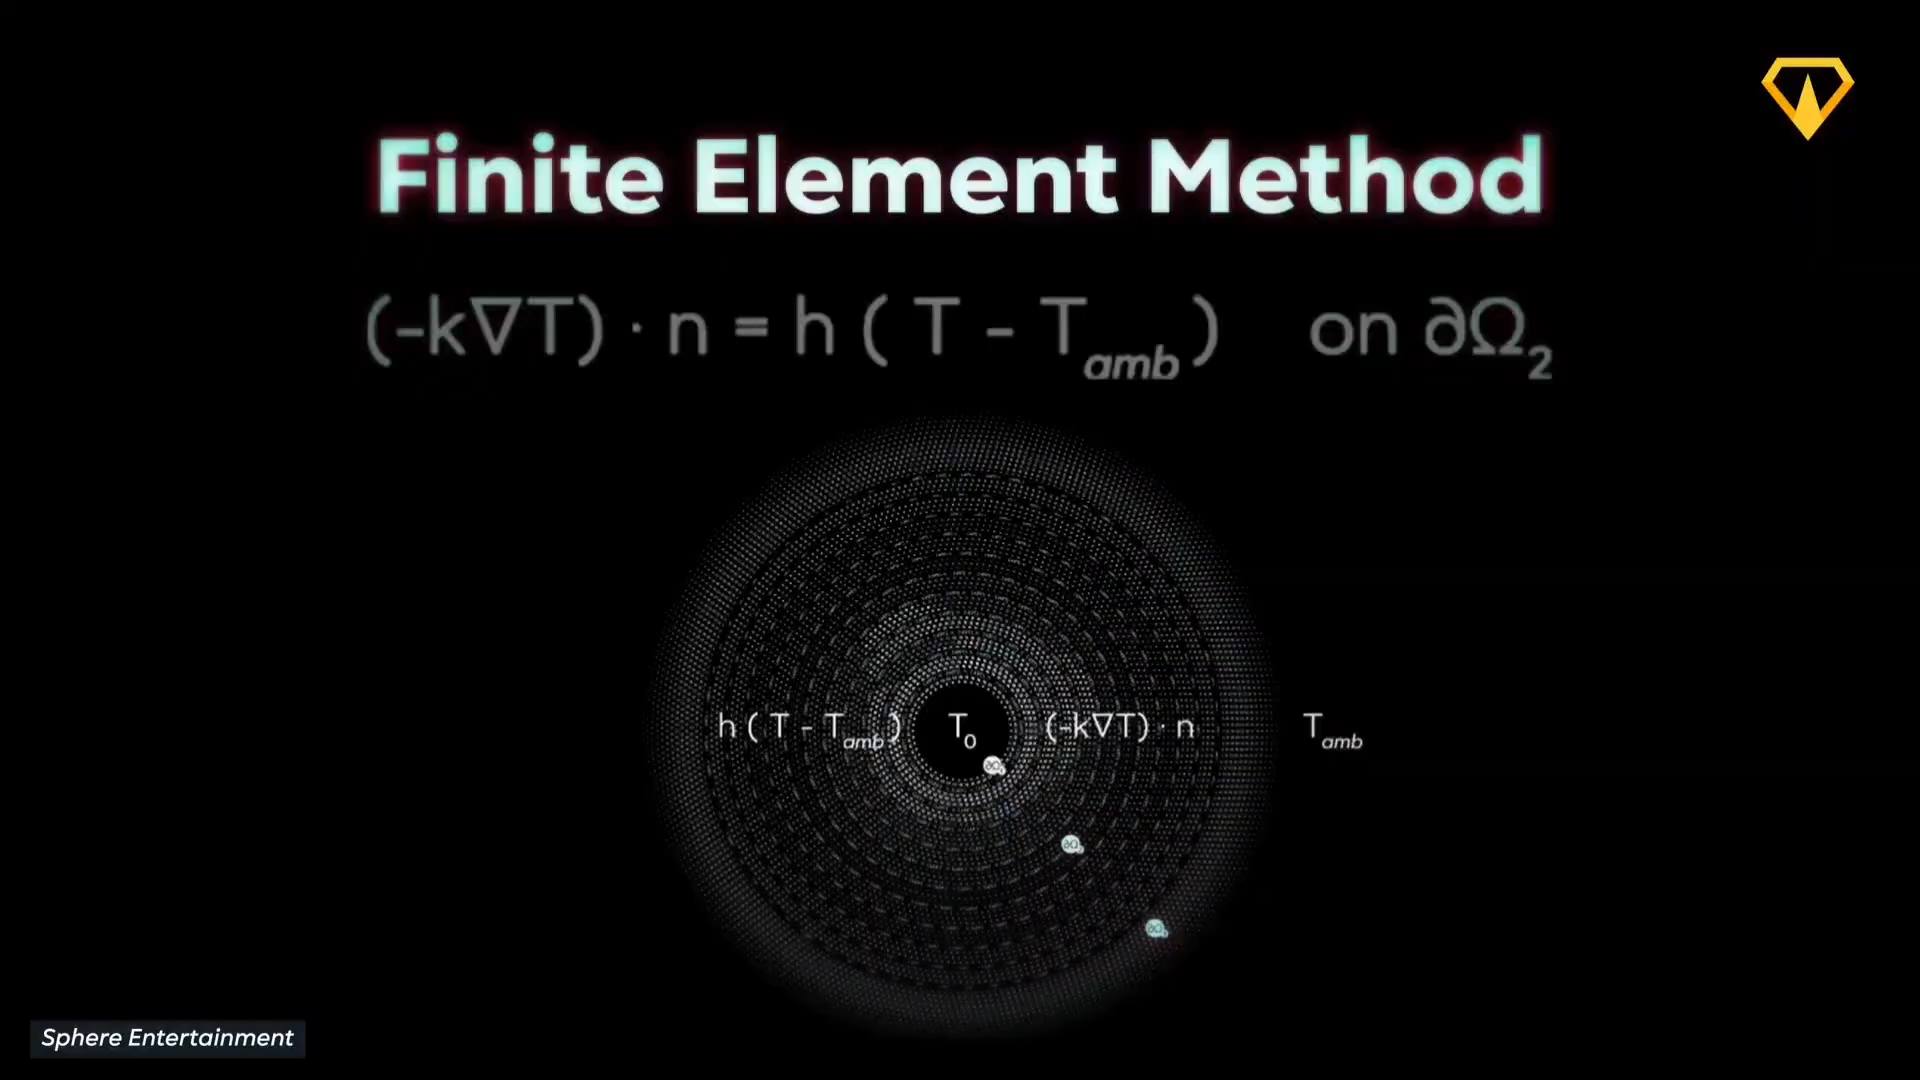 Finite Element Method
(-k∇T) · n = h ( T - T_amb ) on ∂Ω₂
h ( T - T_amb ) T₀ (-k∇T) · n T_amb
Sphere Entertainment